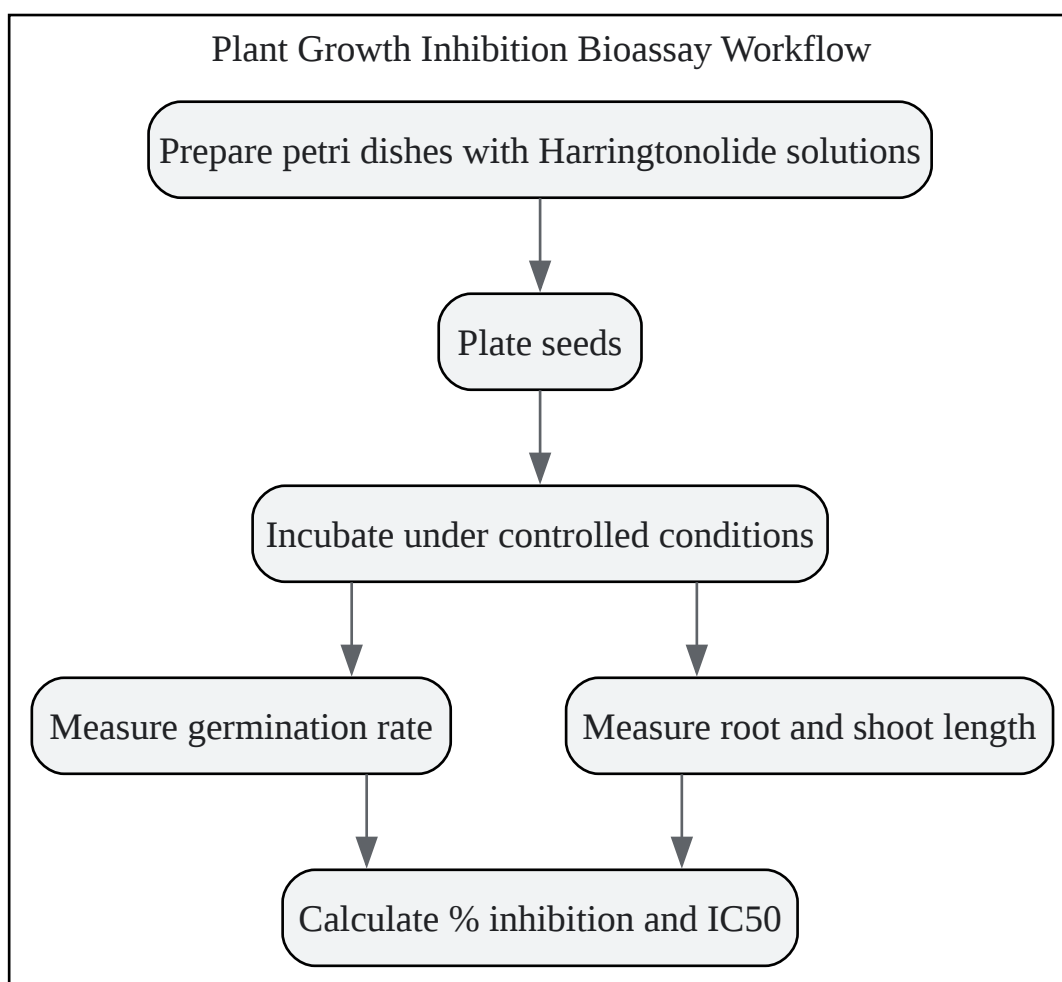 Plant Growth Inhibition Bioassay Workflow
Prepare petri dishes with Harringtonolide solutions
Plate seeds
Incubate under controlled conditions
Measure germination rate
Measure root and shoot length
Calculate % inhibition and IC50